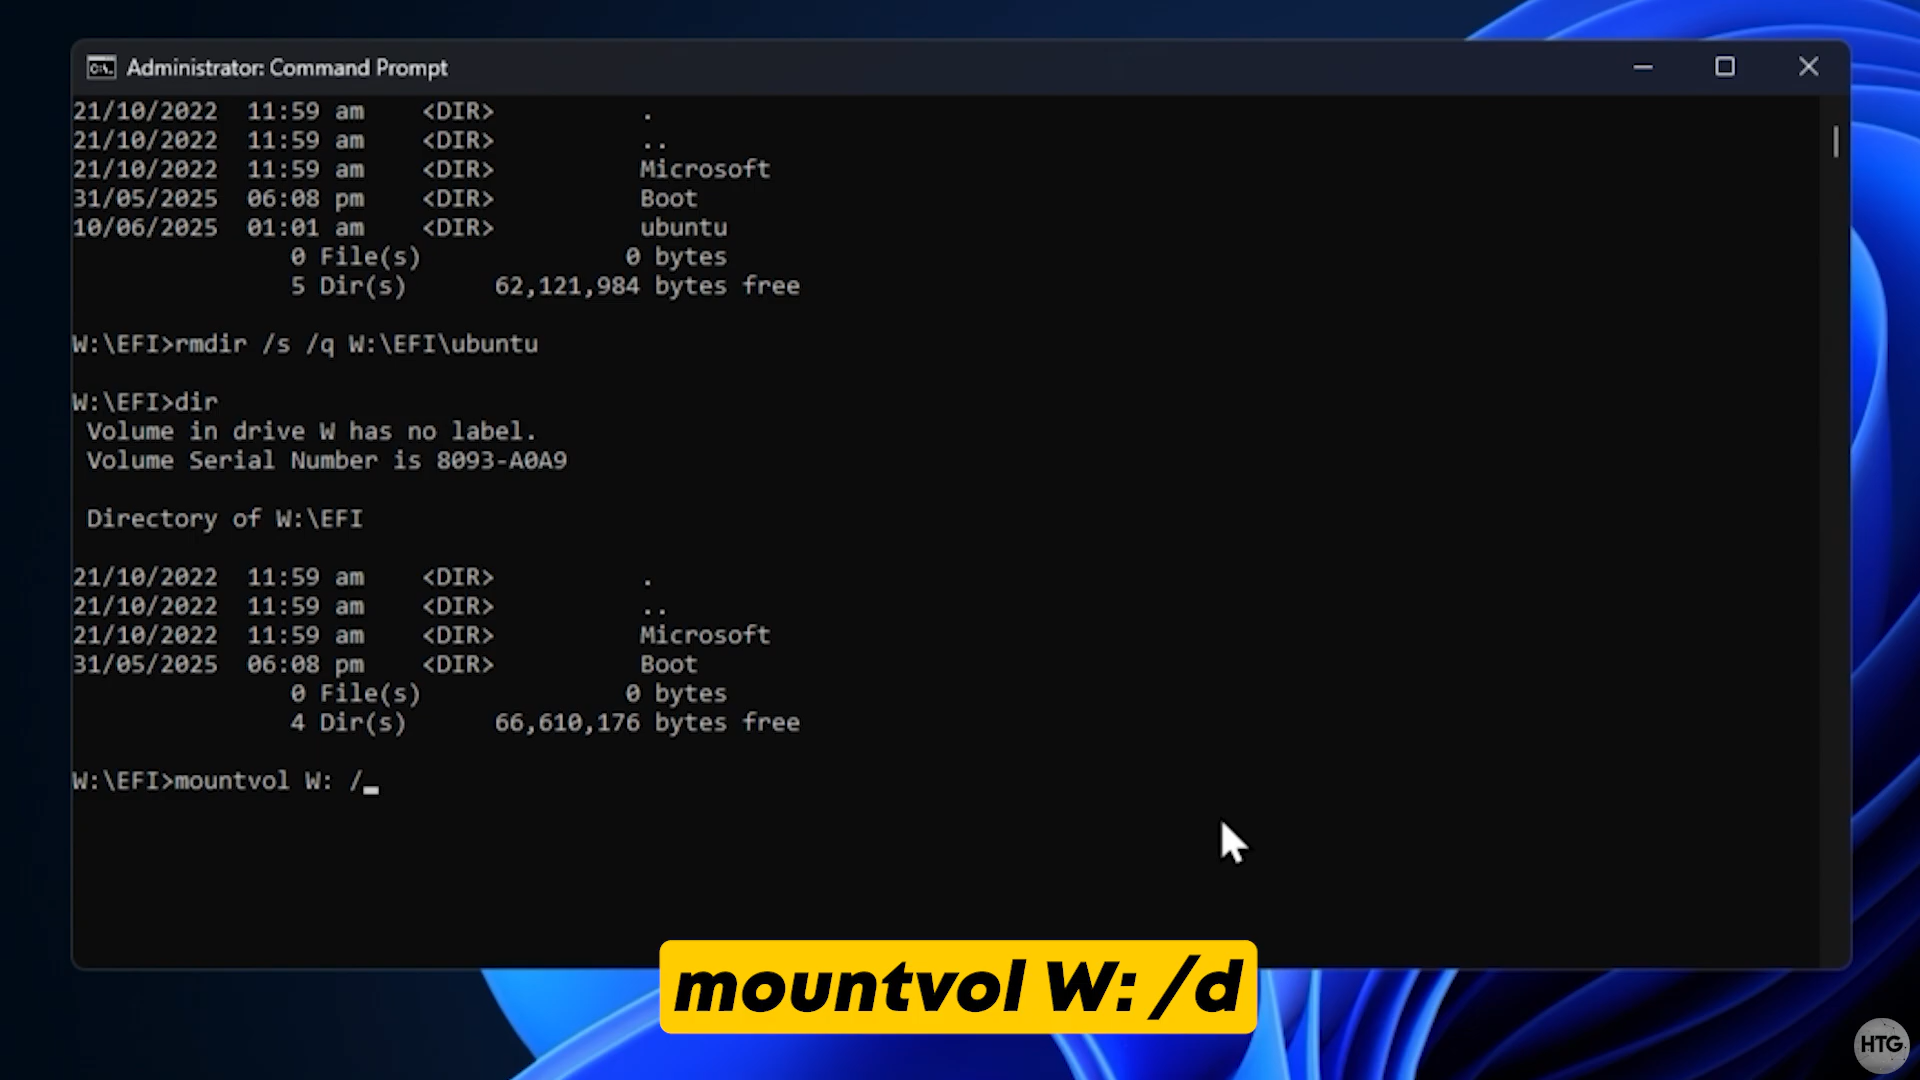 Administrator: Command Prompt
21/10/2022  11:59 am    <DIR>          .
21/10/2022  11:59 am    <DIR>          ..
21/10/2022  11:59 am    <DIR>          Microsoft
31/05/2025  06:08 pm    <DIR>          Boot
10/06/2025  01:01 am    <DIR>          ubuntu
               0 File(s)              0 bytes
               5 Dir(s)      62,121,984 bytes free
W:\EFI>rmdir /s /q W:\EFI\ubuntu
W:\EFI>dir
 Volume in drive W has no label.
 Volume Serial Number is 8093-A0A9
 Directory of W:\EFI
21/10/2022  11:59 am    <DIR>          .
21/10/2022  11:59 am    <DIR>          ..
21/10/2022  11:59 am    <DIR>          Microsoft
31/05/2025  06:08 pm    <DIR>          Boot
               0 File(s)              0 bytes
               4 Dir(s)      66,610,176 bytes free
W:\EFI>mountvol W: /
mountvol W: /d
HTG